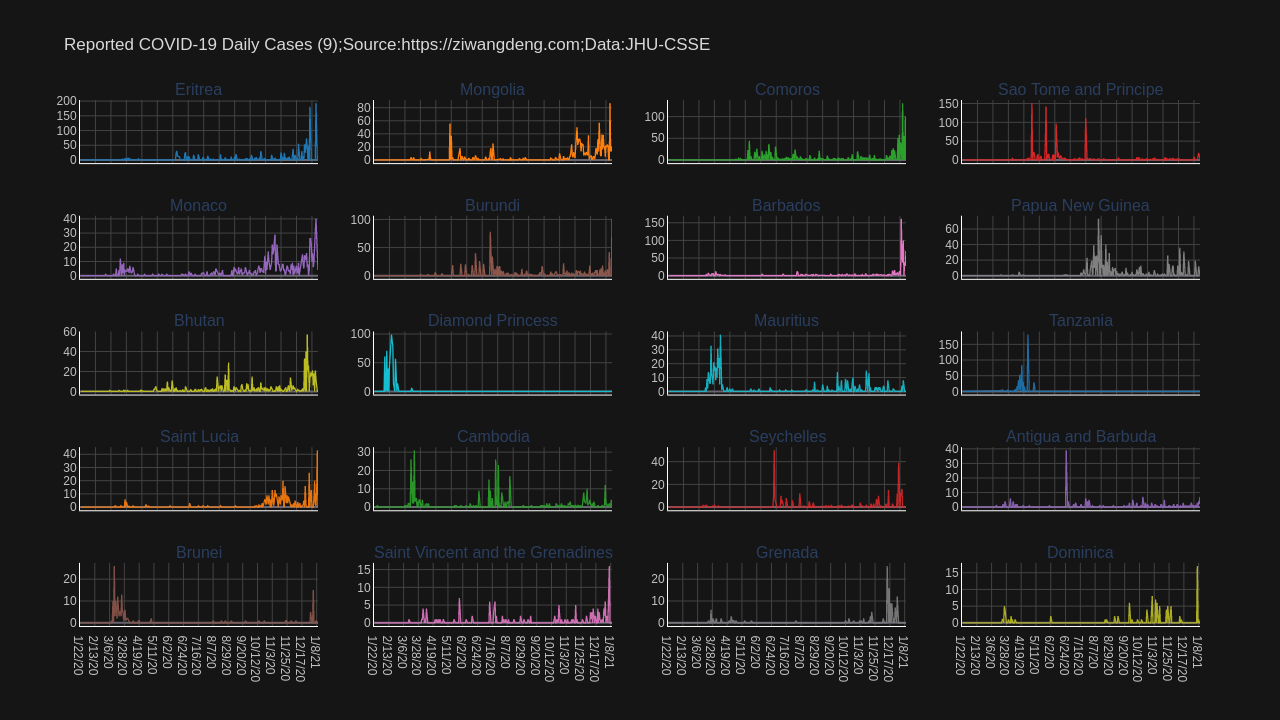 Reported COVID-19 Daily Cases (9);Source:https://ziwangdeng.com;Data:JHU-CSSE
Eritrea Mongolia Comoros Sao Tome and Principe
200 150 100 50 0
80 60 40 20 0
100 50 0
150 100 50 0
Monaco Burundi Barbados Papua New Guinea
40 30 20 10 0
100 50 0
150 100 50 0
60 40 20 0
Bhutan Diamond Princess Mauritius Tanzania
60 40 20 0
100 50 0
40 30 20 10 0
150 100 50 0
Saint Lucia Cambodia Seychelles Antigua and Barbuda
40 30 20 10 0
30 20 10 0
40 20 0
40 30 20 10 0
Brunei Saint Vincent and the Grenadines Grenada Dominica
20 10 0
15 10 5 0
20 10 0
15 10 5 0
1/22/20 2/13/20 3/6/20 3/28/20 4/19/20 5/11/20 6/2/20 6/24/20 7/16/20 8/7/20 8/29/20 9/20/20 10/12/20 11/3/20 11/25/20 12/17/20 1/8/21
1/22/20 2/13/20 3/6/20 3/28/20 4/19/20 5/11/20 6/2/20 6/24/20 7/16/20 8/7/20 8/29/20 9/20/20 10/12/20 11/3/20 11/25/20 12/17/20 1/8/21
1/22/20 2/13/20 3/6/20 3/28/20 4/19/20 5/11/20 6/2/20 6/24/20 7/16/20 8/7/20 8/29/20 9/20/20 10/12/20 11/3/20 11/25/20 12/17/20 1/8/21
1/22/20 2/13/20 3/6/20 3/28/20 4/19/20 5/11/20 6/2/20 6/24/20 7/16/20 8/7/20 8/29/20 9/20/20 10/12/20 11/3/20 11/25/20 12/17/20 1/8/21